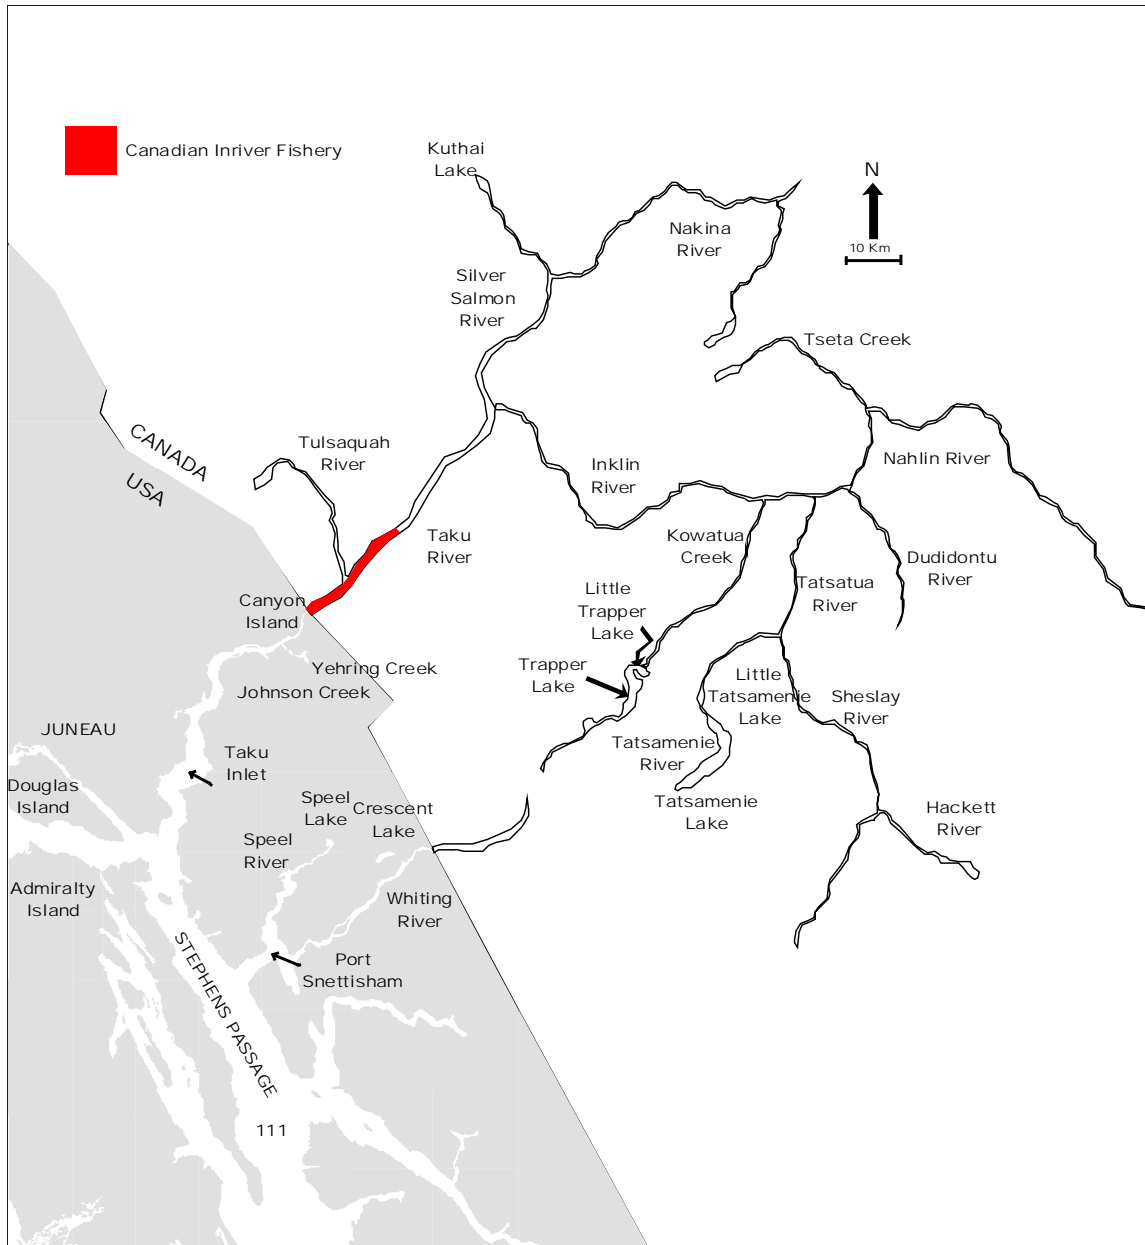 Canadian Inriver Fishery
Kuthai
Lake
N
10 Km
Nakina
River
Silver
Salmon
River
Tseta Creek
CANADA
USA
Tulsaquah
River
Inklin
River
Nahlin River
Taku
River
Kowatua
Creek
Dudidontu
River
Tatsatua
River
Canyon
Island
Little
Trapper
Lake
Yehring Creek
Johnson Creek
Trapper
Lake
Little
Tatsamenie
Lake
Sheslay
River
JUNEAU
Taku
Inlet
Tatsamenie
River
Douglas
Island
Speel
Lake
Crescent
Lake
Tatsamenie
Lake
Hackett
River
Speel
River
Admiralty
Island
Whiting
River
STEPHENS PASSAGE
Port
Snettisham
111